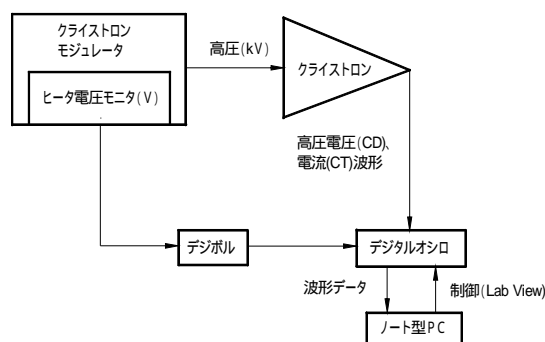 クライストロン
モジュレータ
ヒータ電圧モニタ(V)
高圧(kV)
クライストロン
高圧電圧(CD)、
電流(CT)波形
デジボル
デジタルオシロ
波形データ
制御(Lab View)
ノート型PC